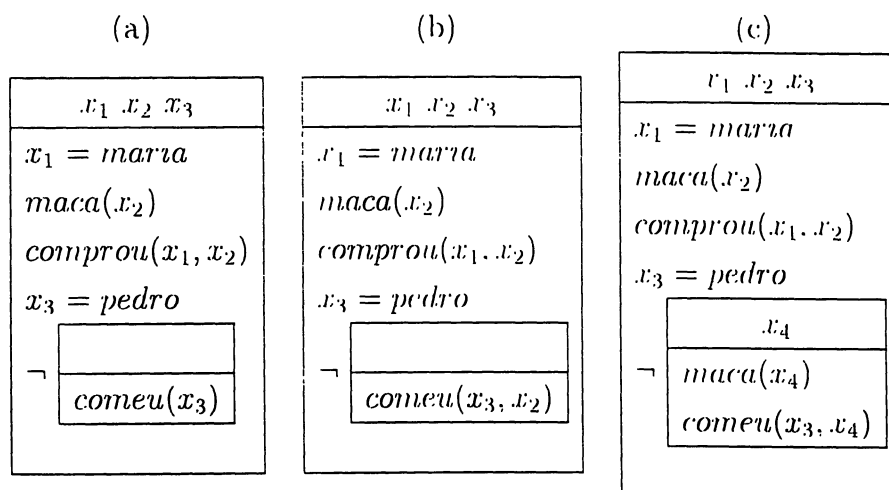 (a)
x₁ x₂ x₃
x₁ = maria
maca(x₂)
comprou(x₁, x₂)
x₃ = pedro
¬
comeu(x₃)
(b)
x₁ x₂ x₃
x₁ = maria
maca(x₂)
comprou(x₁, x₂)
x₃ = pedro
¬
comeu(x₃, x₂)
(c)
x₁ x₂ x₃
x₁ = maria
maca(x₂)
comprou(x₁, x₂)
x₃ = pedro
¬
x₄
maca(x₄)
comeu(x₃, x₄)